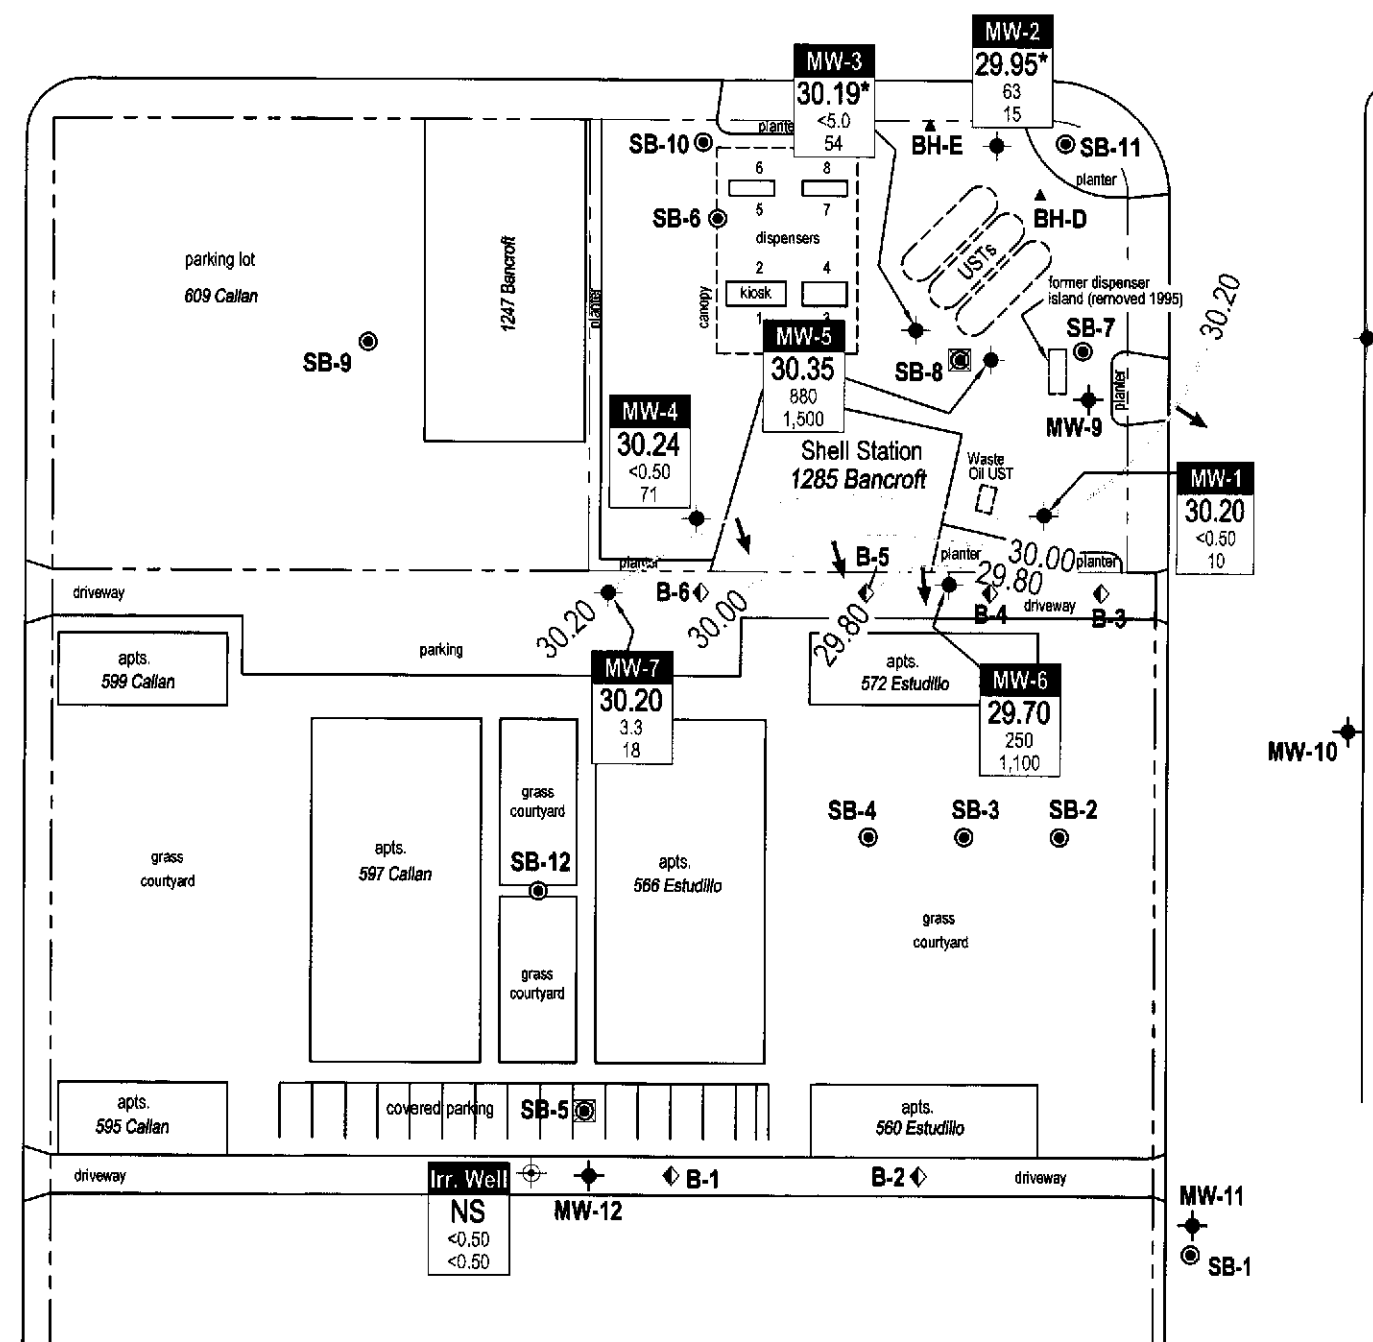 MW-2
29.95*
63
15
MW-3
30.19*
<5.0
54
SB-10
BH-E
SB-11
planter
6
8
5
7
SB-6
BH-D
dispensers
USTs
parking lot
609 Callan
1247 Bancroft
planter
canopy
2
4
kiosk
1
former dispenser
island (removed 1995)
30.20
SB-7
SB-9
MW-5
30.35
880
1,500
SB-8
planter
MW-9
MW-4
30.24
<0.50
71
Shell Station
1285 Bancroft
Waste
Oil UST
MW-1
30.20
<0.50
10
planter
B-5
planter
30.00
planter
29.80
driveway
B-6
B-4
driveway
B-3
30.20
30.00
29.80
parking
apts.
599 Callan
apts.
572 Estudillo
MW-7
30.20
3.3
18
MW-6
29.70
250
1,100
MW-10
grass
courtyard
SB-4
SB-3
SB-2
apts.
597 Callan
SB-12
apts.
566 Estudillo
grass
courtyard
grass
courtyard
grass
courtyard
apts.
595 Callan
covered parking
SB-5
apts.
560 Estudillo
driveway
Irr. Well
NS
<0.50
<0.50
MW-12
B-1
B-2
driveway
MW-11
SB-1